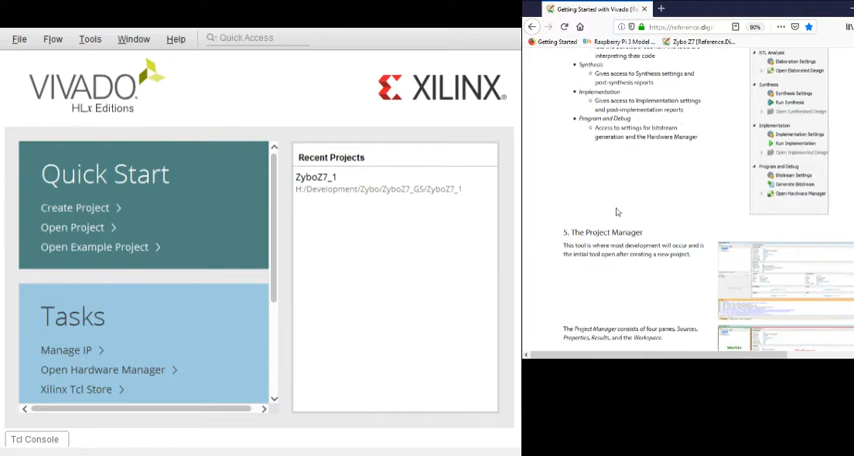 File Flow Tools Window Help Quick Access
VIVADO
HLx Editions
XILINX
Quick Start
Create Project >
Open Project >
Open Example Project >
Tasks
Manage IP >
Open Hardware Manager >
Xilinx Tcl Store >
Recent Projects
ZyboZ7_1
H:/Development/Zybo/ZyboZ7_GS/ZyboZ7_1
Tcl Console
Getting Started with Vivado [Re
https://reference.digi
60%
Getting Started
Raspberry Pi 3 Model ...
Zybo Z7 [Reference.Di...
interpreting their code
Synthesis
Gives access to Synthesis settings and
post-synthesis reports
Implementation
Gives access to Implementation settings
and post-implementation reports
Program and Debug
Access to settings for bitstream
generation and the Hardware Manager
RTL Analysis
Elaboration Settings
Open Elaborated Design
Synthesis
Synthesis Settings
Run Synthesis
Open Synthesized Design
Implementation
Implementation Settings
Run Implementation
Open Implemented Design
Program and Debug
Bitstream Settings
Generate Bitstream
Open Hardware Manager
5. The Project Manager
This tool is where most development will occur and is
the initial tool open after creating a new project.
The Project Manager consists of four panes, Sources,
Properties, Results, and the Workspace.